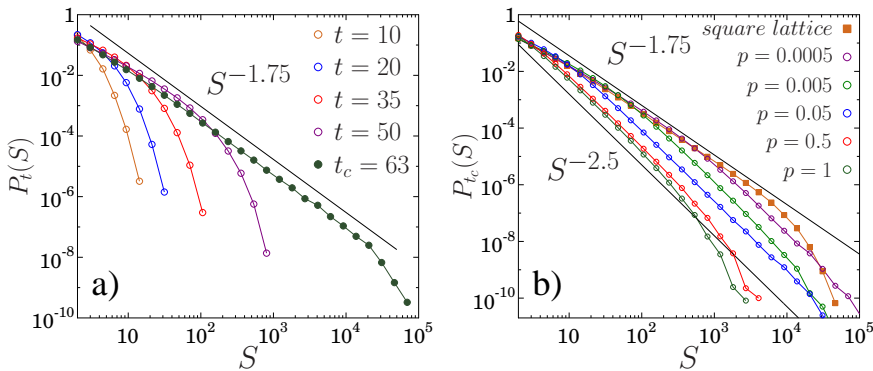 1
10^-2
10^-4
10^-6
10^-8
10^-10
P_t(S)
S^-1.75
t = 10
t = 20
t = 35
t = 50
t_c = 63
a)
10 10^2 10^3 10^4 10^5
S
1
10^-2
10^-4
10^-6
10^-8
10^-10
P_{t_c}(S)
S^-1.75
S^-2.5
square lattice
p = 0.0005
p = 0.005
p = 0.05
p = 0.5
p = 1
b)
10 10^2 10^3 10^4 10^5
S